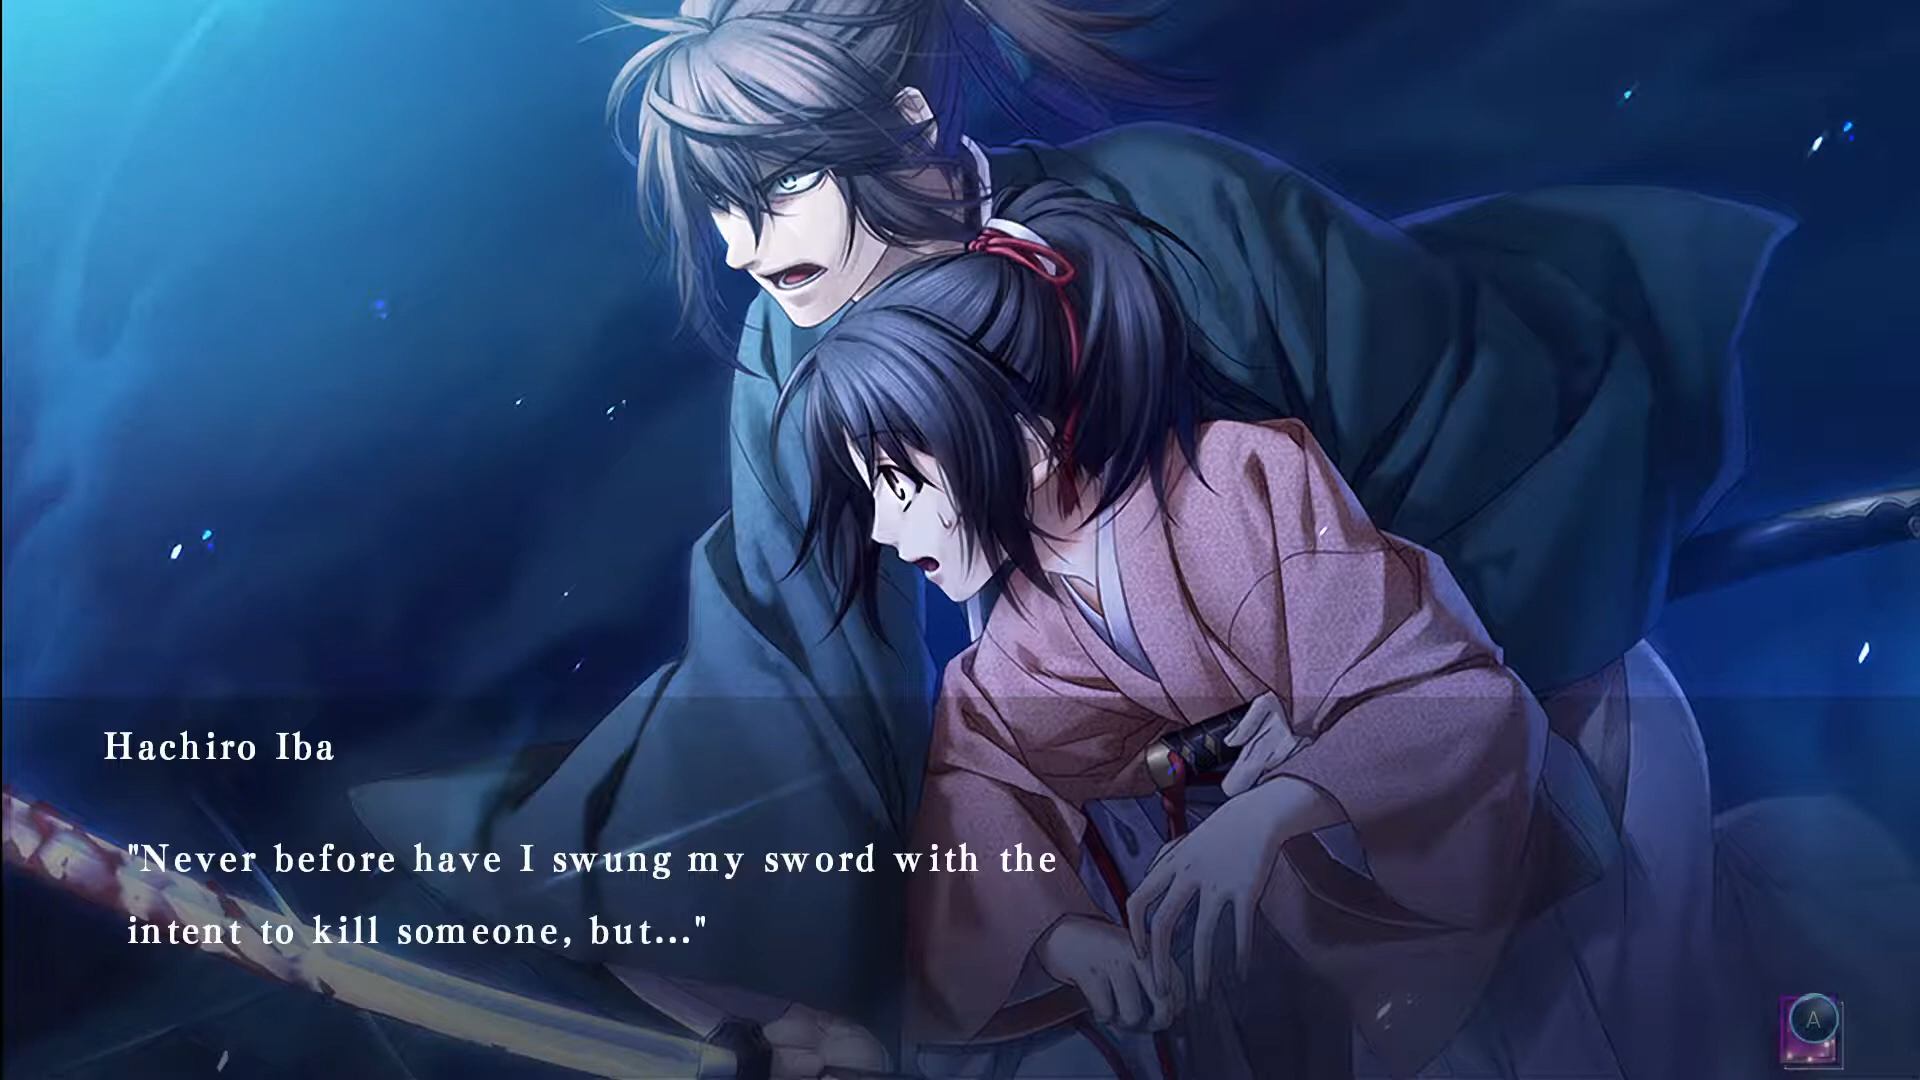 Hachiro Iba
"Never before have I swung my sword with the
intent to kill someone, but..."
A